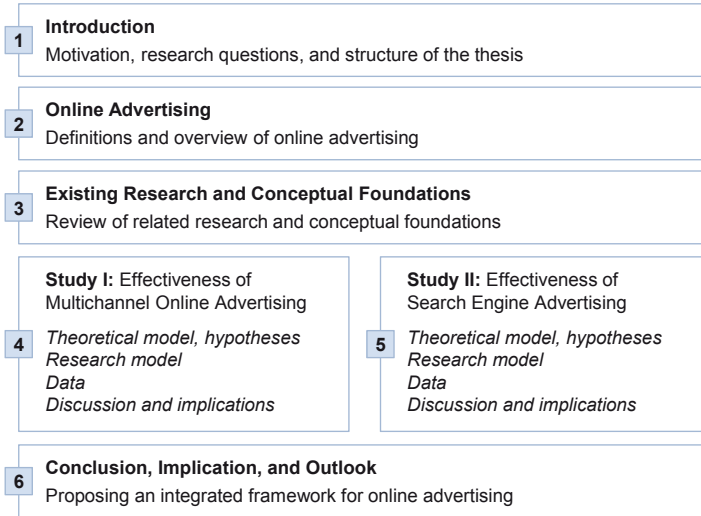 1
Introduction
Motivation, research questions, and structure of the thesis
2
Online Advertising
Definitions and overview of online advertising
3
Existing Research and Conceptual Foundations
Review of related research and conceptual foundations
4
Study I: Effectiveness of
Multichannel Online Advertising
Theoretical model, hypotheses
Research model
Data
Discussion and implications
5
Study II: Effectiveness of
Search Engine Advertising
Theoretical model, hypotheses
Research model
Data
Discussion and implications
6
Conclusion, Implication, and Outlook
Proposing an integrated framework for online advertising